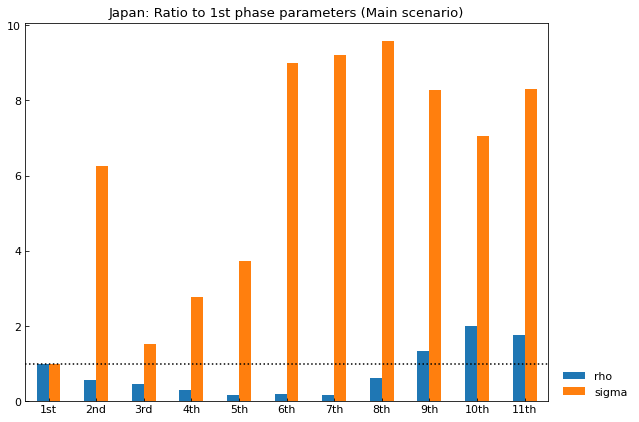 Japan: Ratio to 1st phase parameters (Main scenario)
10
8
6
4
2
0
1st 2nd 3rd 4th 5th 6th 7th 8th 9th 10th 11th
rho
sigma